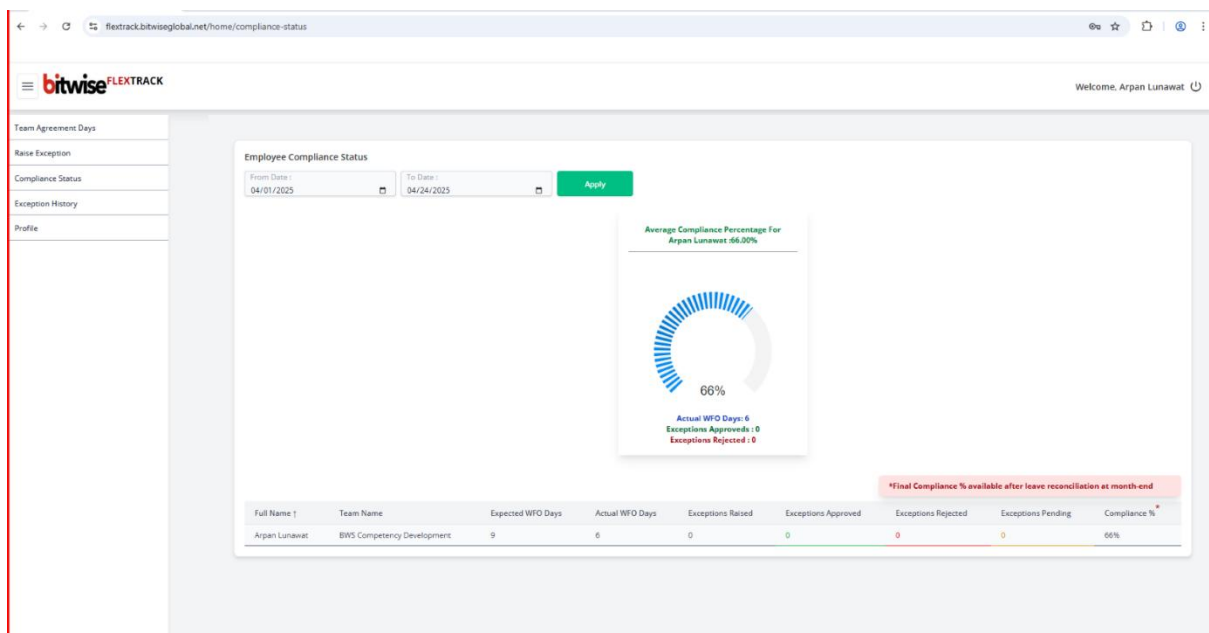 flextrack.bitwiseglobal.net/home/compliance-status
bitwise FLEXTRACK
Welcome, Arpan Lunawat
Team Agreement Days
Raise Exception
Compliance Status
Exception History
Profile
Employee Compliance Status
From Date :
04/01/2025
To Date :
04/24/2025
Apply
Average Compliance Percentage For
Arpan Lunawat :66.00%
66%
Actual WFO Days: 6
Exceptions Approveds : 0
Exceptions Rejected : 0
*Final Compliance % available after leave reconciliation at month-end
Full Name ↑ Team Name Expected WFO Days Actual WFO Days Exceptions Raised Exceptions Approved Exceptions Rejected Exceptions Pending Compliance % *
Arpan Lunawat BWS Competency Development 9 6 0 0 0 0 66%